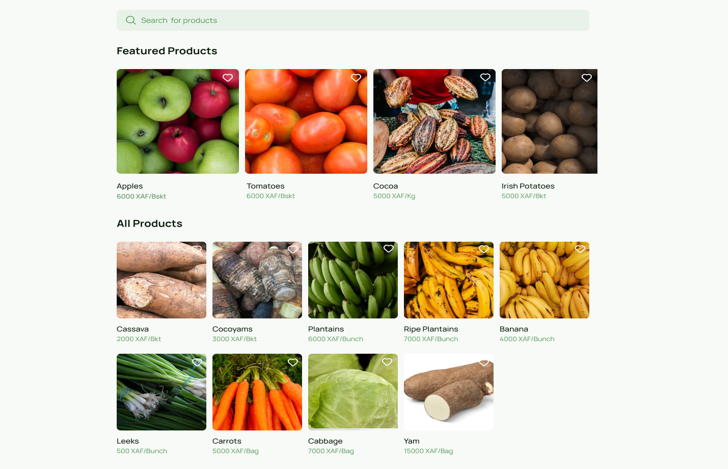 Search for products
Featured Products
Apples
6000 XAF/Bskt
Tomatoes
6000 XAF/Bskt
Cocoa
5000 XAF/Kg
Irish Potatoes
5000 XAF/Bkt
All Products
Cassava
2000 XAF/Bkt
Cocoyams
3000 XAF/Bkt
Plantains
6000 XAF/Bunch
Ripe Plantains
7000 XAF/Bunch
Banana
4000 XAF/Bunch
Leeks
500 XAF/Bunch
Carrots
5000 XAF/Bag
Cabbage
7000 XAF/Bag
Yam
15000 XAF/Bag